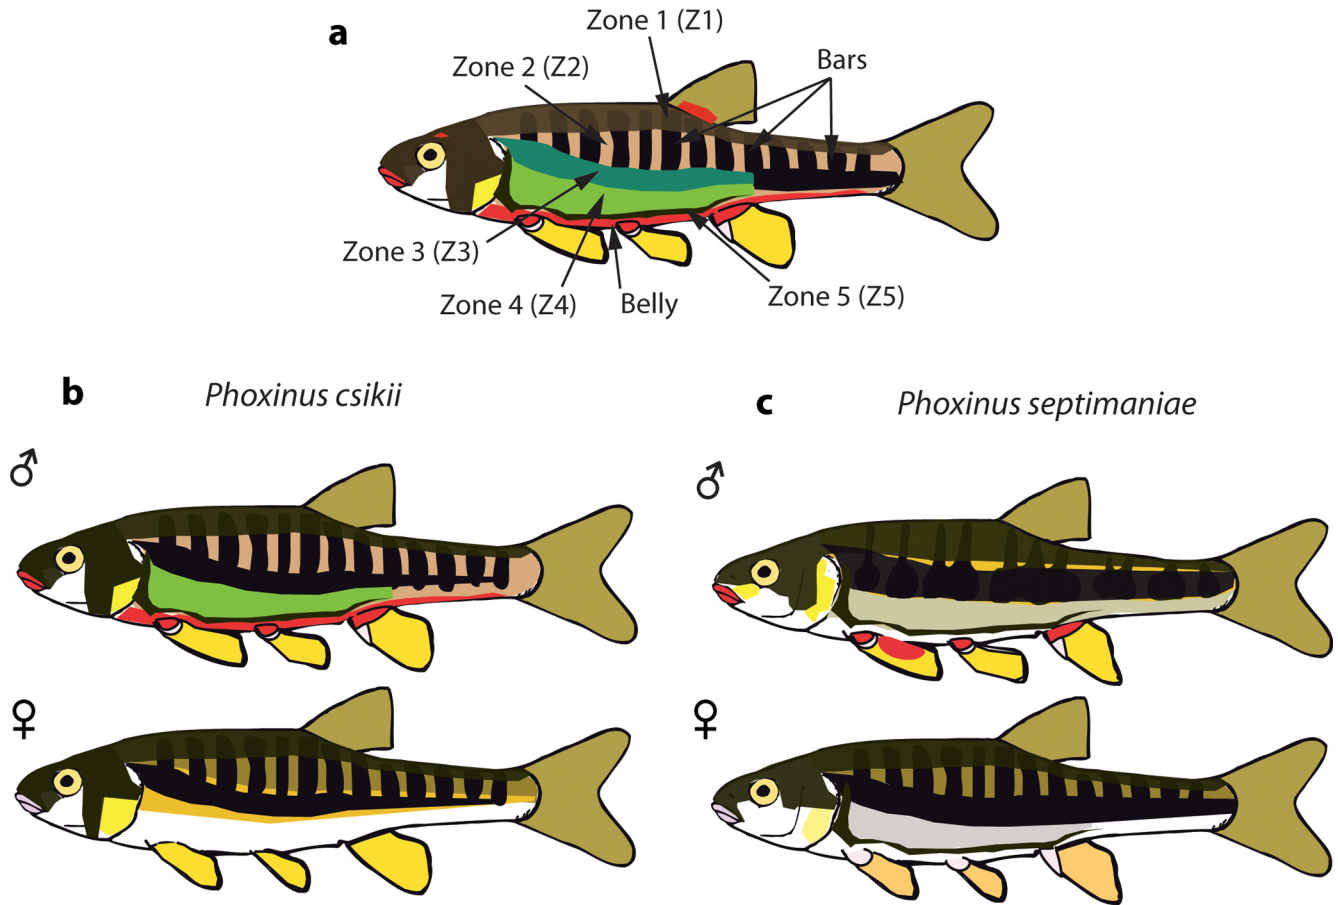 a
Zone 1 (Z1)
Zone 2 (Z2)
Bars
Zone 3 (Z3)
Zone 4 (Z4)
Belly
Zone 5 (Z5)
b
Phoxinus csikii
c
Phoxinus septimaniae
♂
♂
♀
♀